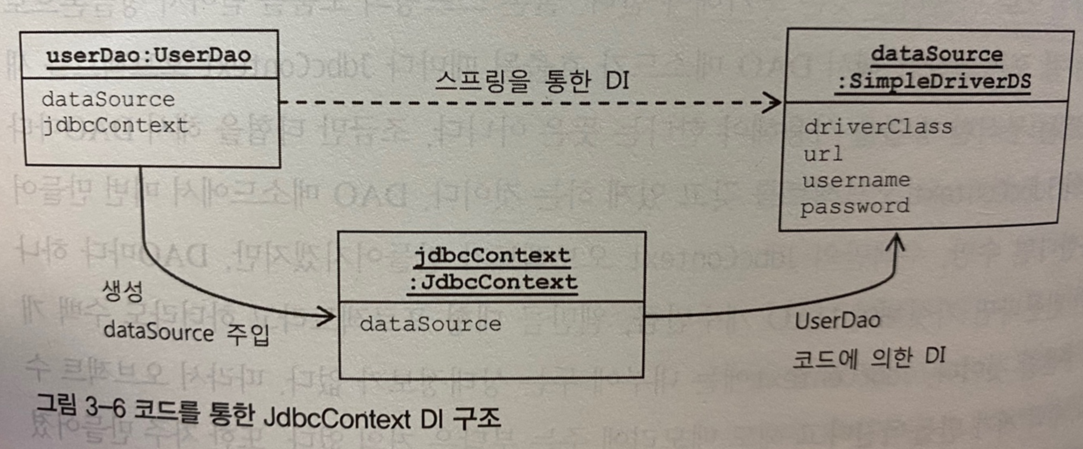 userDao:UserDao
dataSource
jdbcContext
스프링을 통한 DI
dataSource
:SimpleDriverDS
driverClass
url
username
password
생성
dataSource 주입
jdbcContext
:JdbcContext
dataSource
UserDao
코드에 의한 DI
그림 3-6 코드를 통한 JdbcContext DI 구조